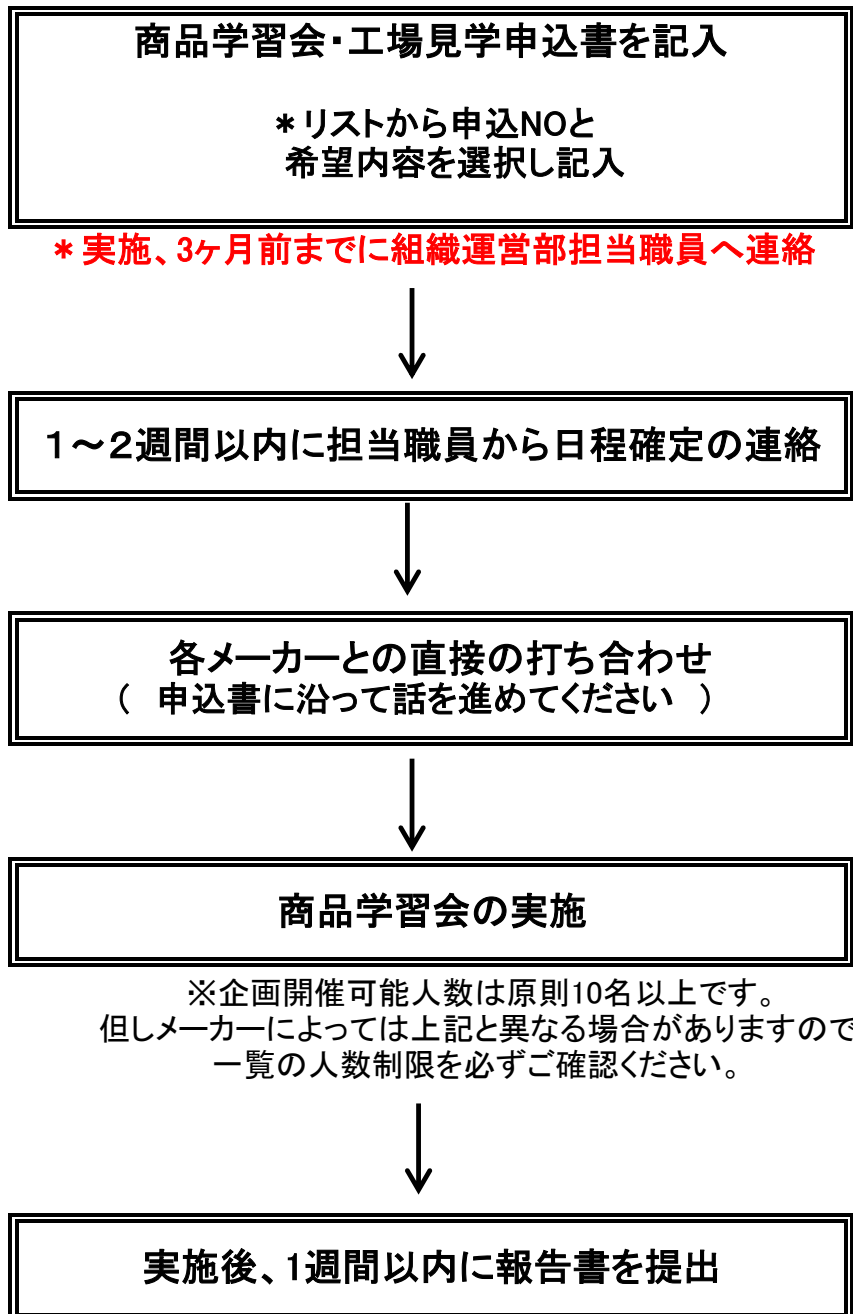 商品学習会・工場見学申込書を記入
＊リストから申込NOと
希望内容を選択し記入
＊実施、3ヶ月前までに組織運営部担当職員へ連絡
１～２週間以内に担当職員から日程確定の連絡
各メーカーとの直接の打ち合わせ
（　申込書に沿って話を進めてください　）
商品学習会の実施
※企画開催可能人数は原則10名以上です。
但しメーカーによっては上記と異なる場合がありますので
一覧の人数制限を必ずご確認ください。
実施後、1週間以内に報告書を提出